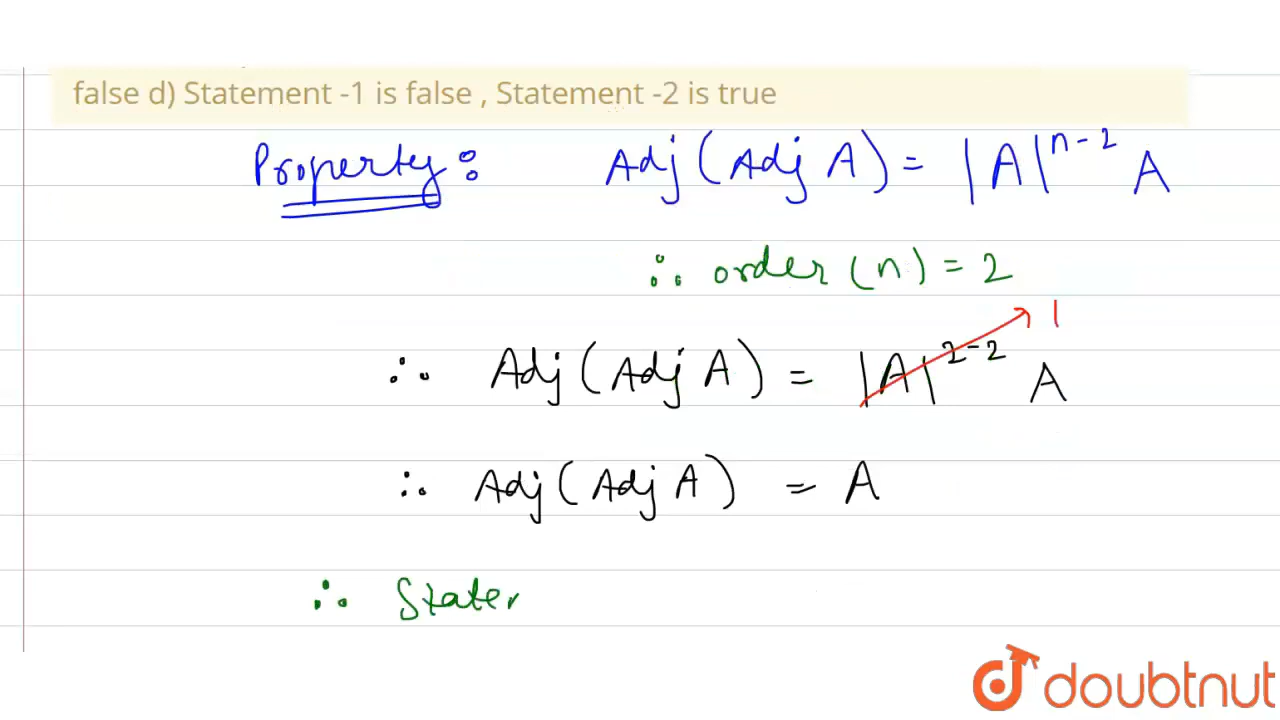 false d) Statement -1 is false , Statement -2 is true
Property: Adj (Adj A) = |A|ⁿ⁻² A
∴ order (n) = 2
1
∴ Adj (Adj A) = |A|²⁻² A
∴ Adj (Adj A) = A
∴ Stater
doubtnut